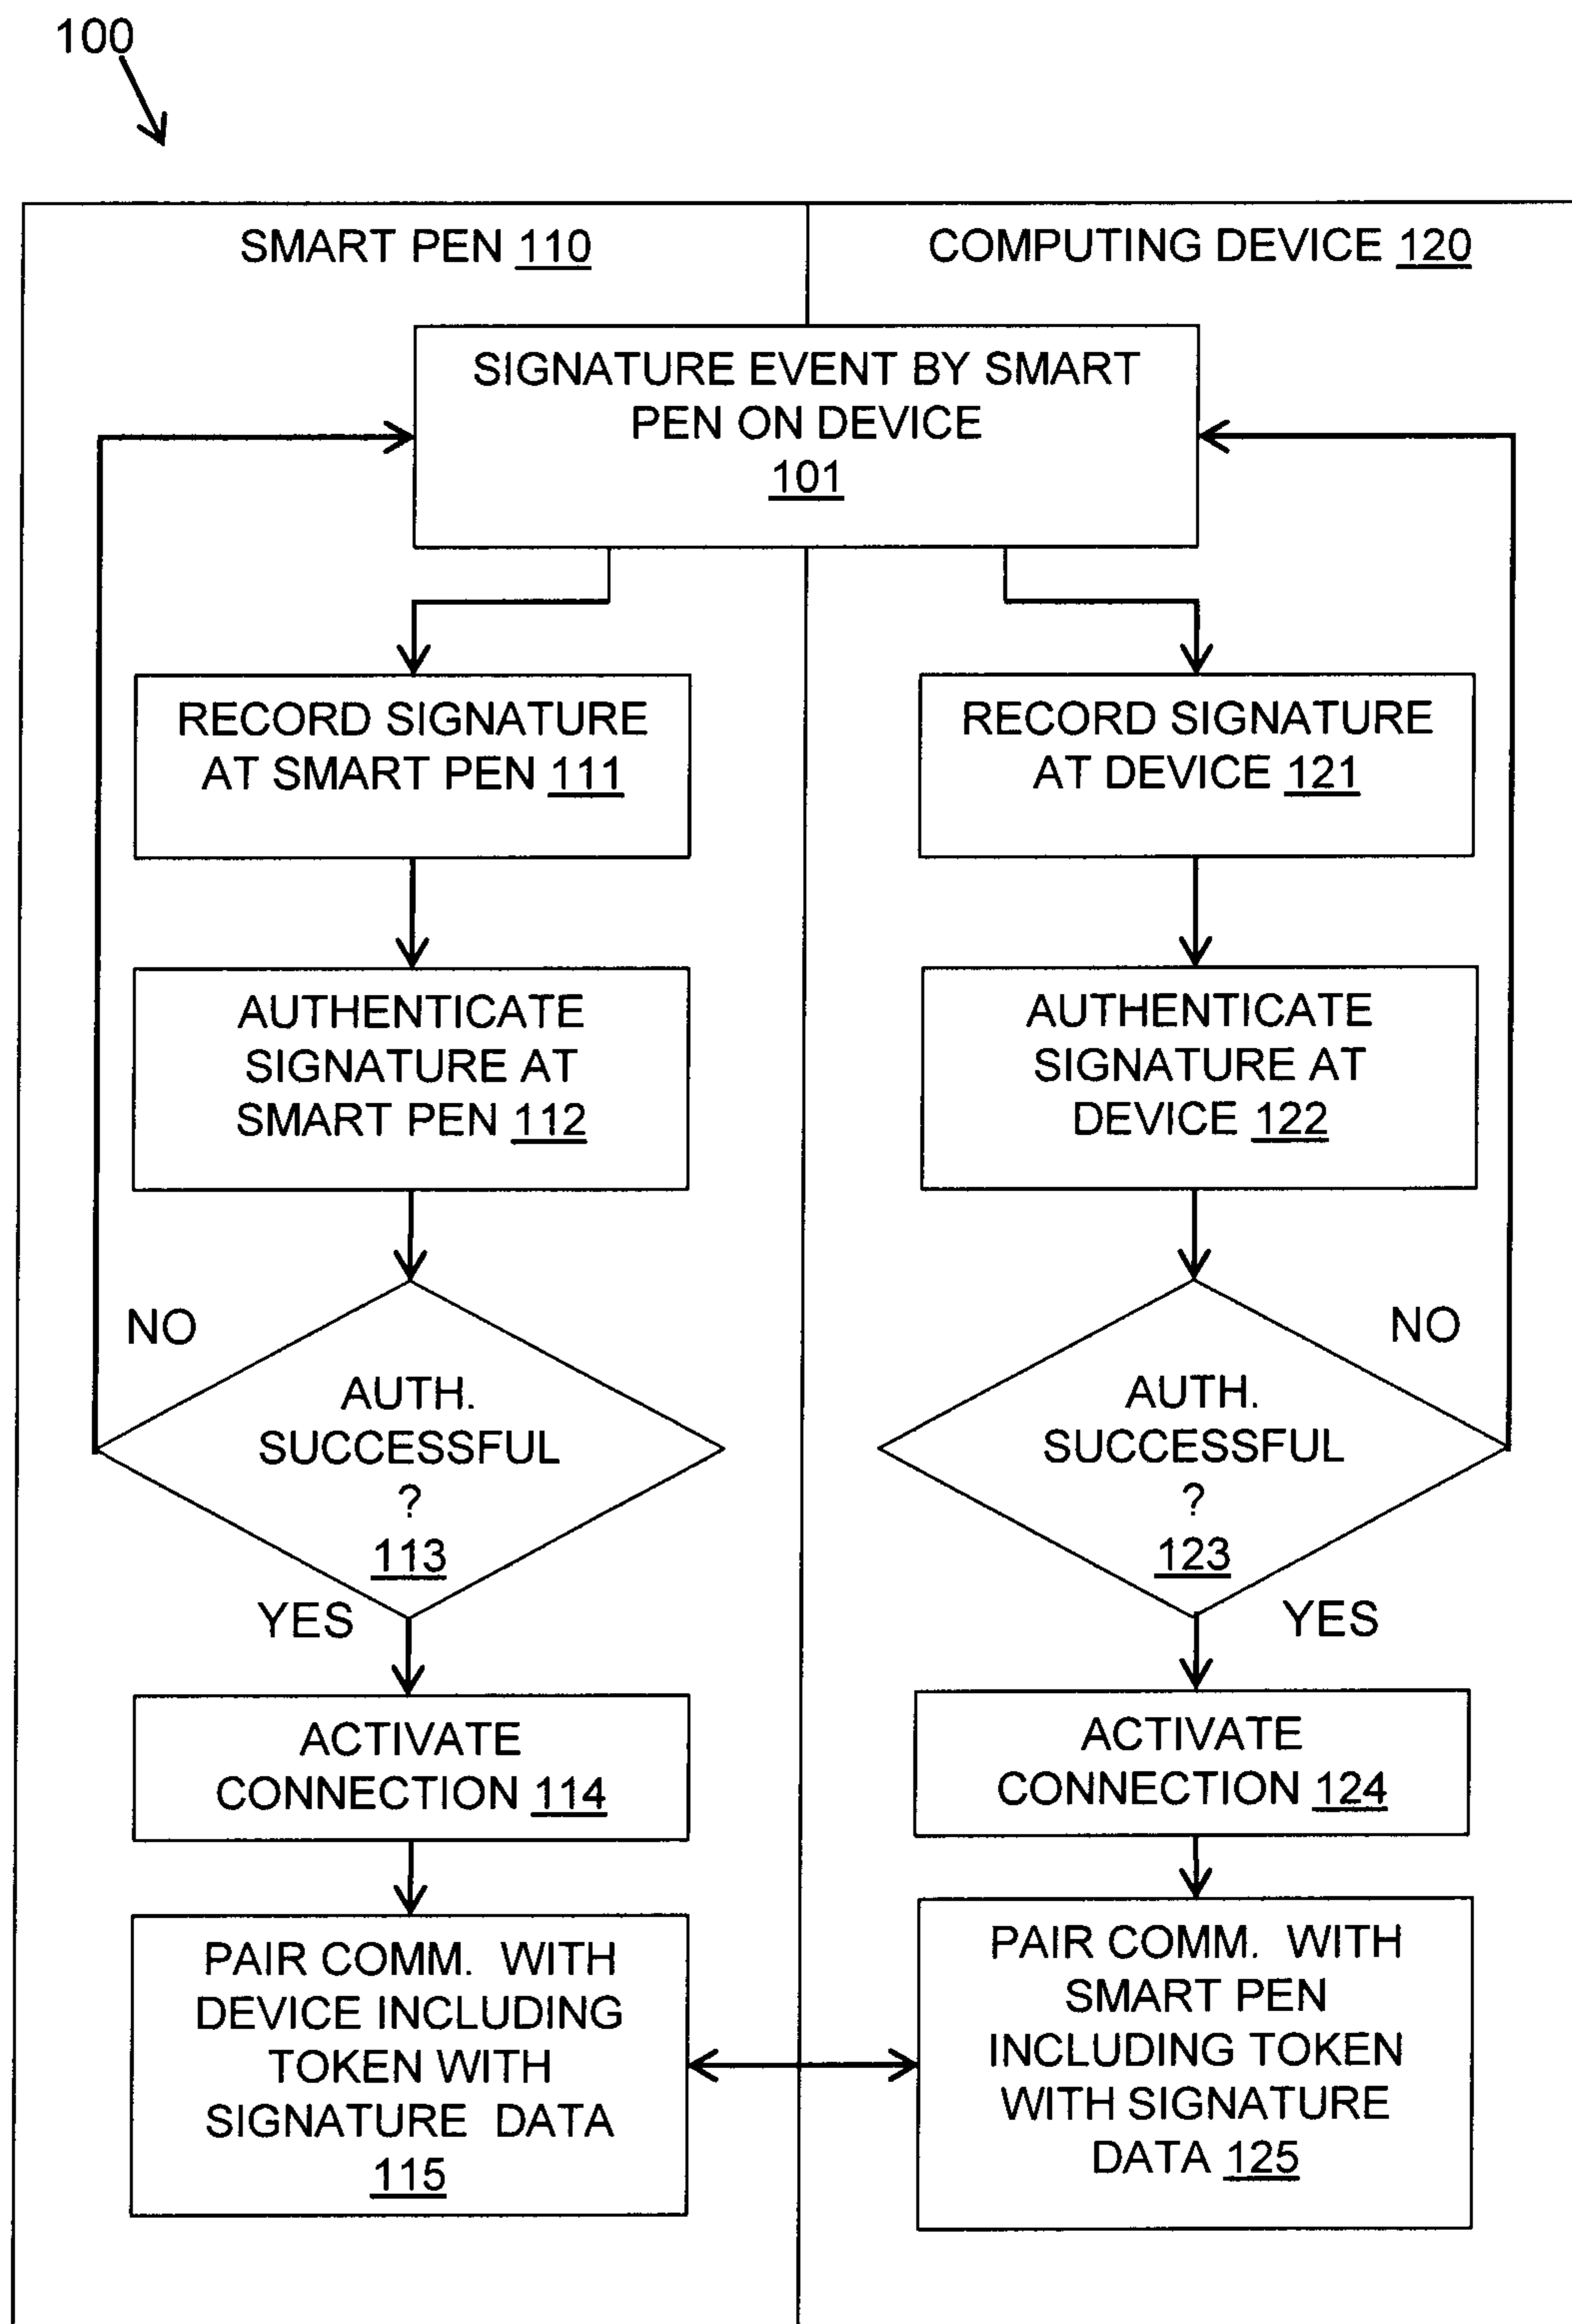 100
SMART PEN 110
COMPUTING DEVICE 120
SIGNATURE EVENT BY SMART
PEN ON DEVICE
101
RECORD SIGNATURE
AT SMART PEN 111
RECORD SIGNATURE
AT DEVICE 121
AUTHENTICATE
SIGNATURE AT
SMART PEN 112
AUTHENTICATE
SIGNATURE AT
DEVICE 122
NO
AUTH.
SUCCESSFUL
?
113
YES
NO
AUTH.
SUCCESSFUL
?
123
YES
ACTIVATE
CONNECTION 114
ACTIVATE
CONNECTION 124
PAIR COMM. WITH
DEVICE INCLUDING
TOKEN WITH
SIGNATURE DATA
115
PAIR COMM. WITH
SMART PEN
INCLUDING TOKEN
WITH SIGNATURE
DATA 125